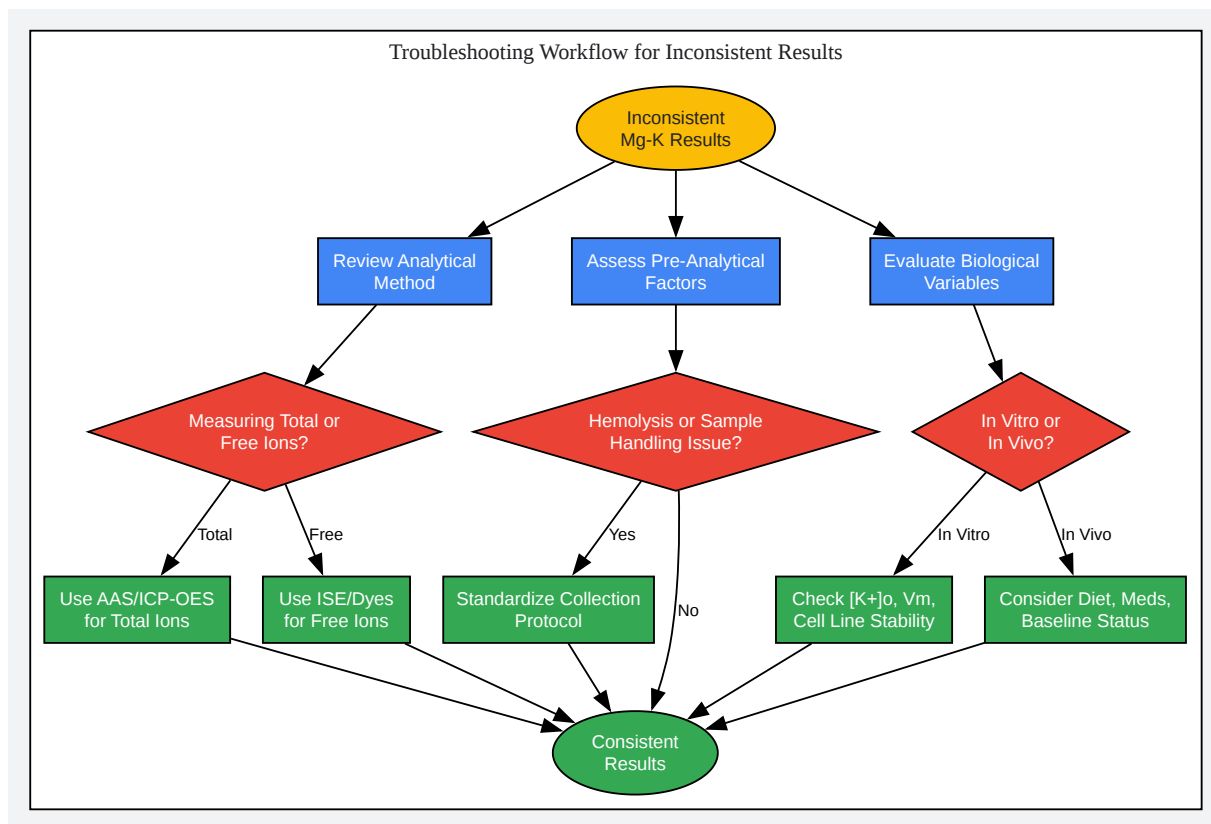 Troubleshooting Workflow for Inconsistent Results
Inconsistent
Mg-K Results
Review Analytical
Method
Assess Pre-Analytical
Factors
Evaluate Biological
Variables
Measuring Total or
Free Ions?
Hemolysis or Sample
Handling Issue?
In Vitro or
In Vivo?
Total
Free
Yes
No
In Vitro
In Vivo
Use AAS/ICP-OES
for Total Ions
Use ISE/Dyes
for Free Ions
Standardize Collection
Protocol
Check [K+]o, Vm,
Cell Line Stability
Consider Diet, Meds,
Baseline Status
Consistent
Results